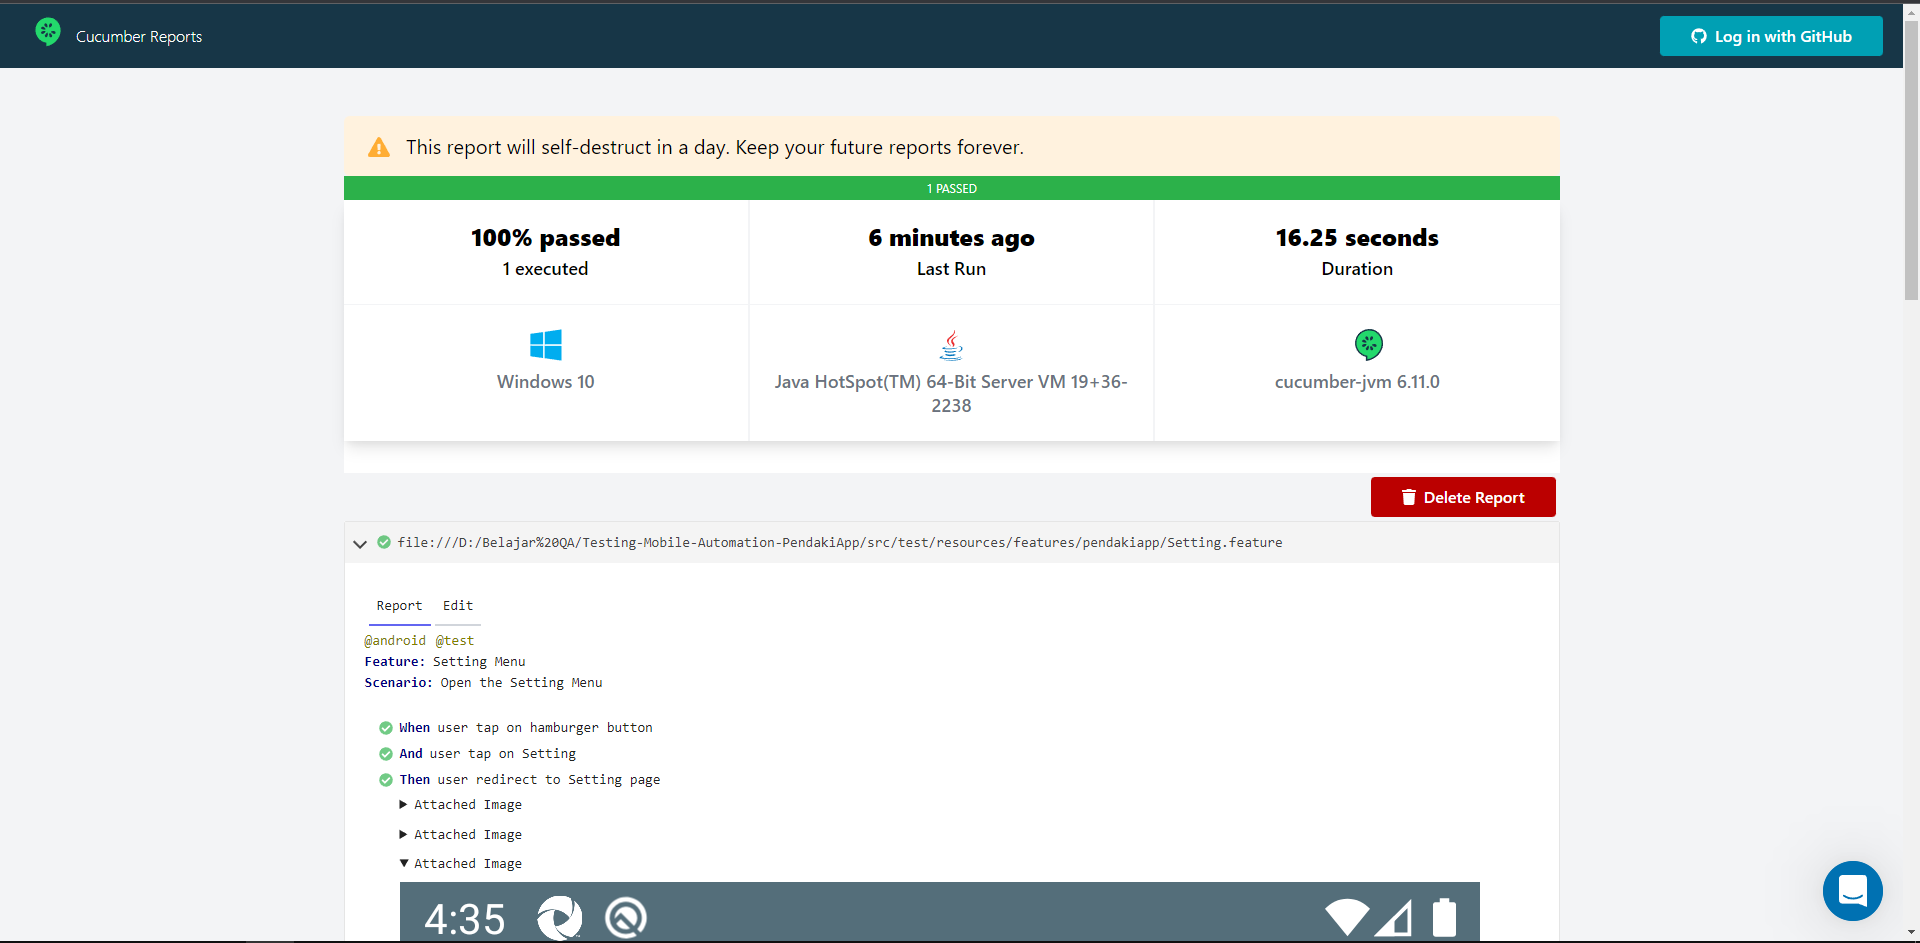 Cucumber Reports
Log in with GitHub
This report will self-destruct in a day. Keep your future reports forever.
1 PASSED
100% passed
1 executed
6 minutes ago
Last Run
16.25 seconds
Duration
Windows 10
Java HotSpot(TM) 64-Bit Server VM 19+36-
2238
cucumber-jvm 6.11.0
Delete Report
file:///D:/Belajar%20QA/Testing-Mobile-Automation-PendakiApp/src/test/resources/features/pendakiapp/Setting.feature
Report Edit
@android @test
Feature: Setting Menu
Scenario: Open the Setting Menu
When user tap on hamburger button
And user tap on Setting
Then user redirect to Setting page
Attached Image
Attached Image
Attached Image
4:35